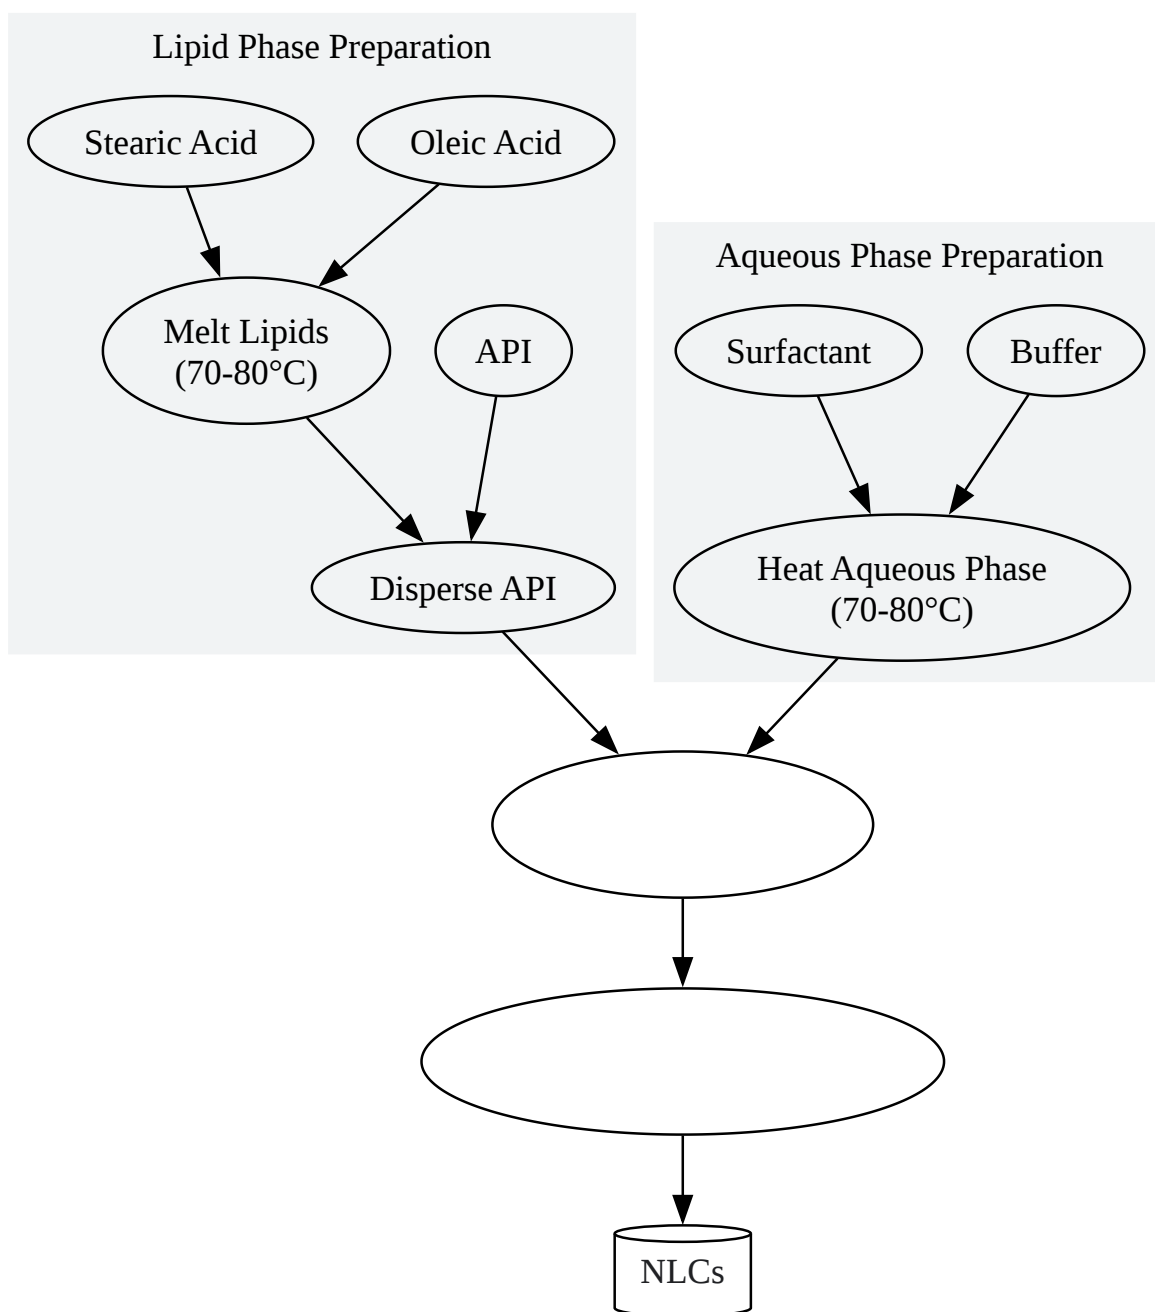 Lipid Phase Preparation
Stearic Acid
Oleic Acid
Melt Lipids
(70-80°C)
API
Disperse API
Aqueous Phase Preparation
Surfactant
Buffer
Heat Aqueous Phase
(70-80°C)
NLCs